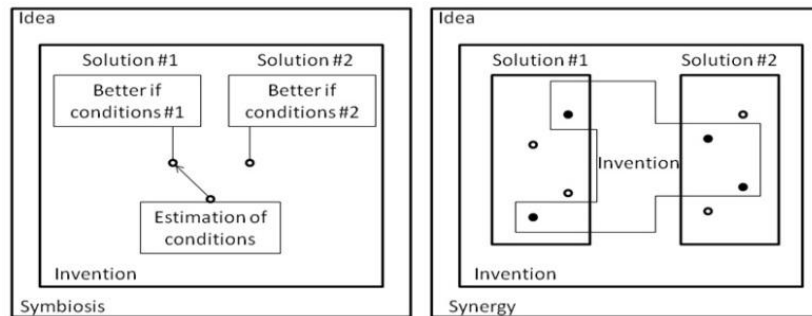 Idea
Solution #1
Solution #2
Better if
conditions #1
Better if
conditions #2
Estimation of
conditions
Invention
Symbiosis
Idea
Solution #1
Solution #2
Invention
Invention
Synergy